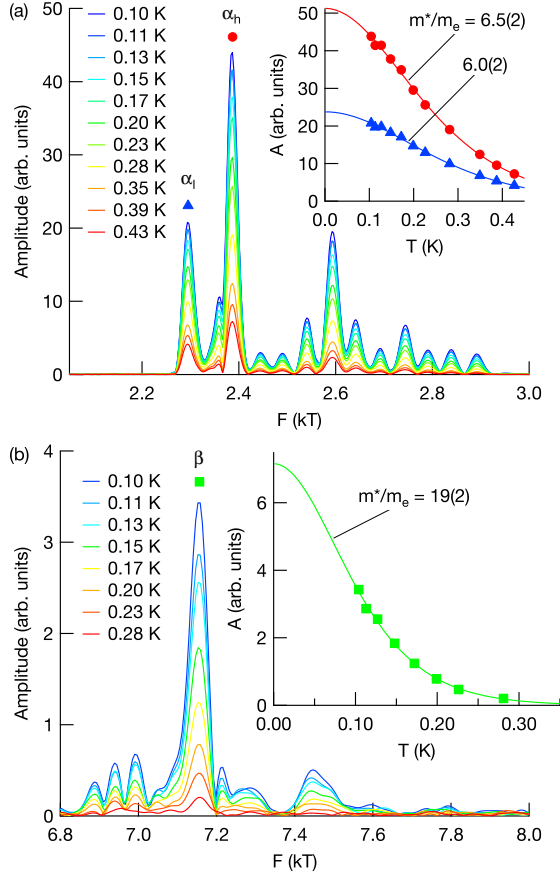 (a)
50
40
30
20
10
0
Amplitude (arb. units)
0.10 K
0.11 K
0.13 K
0.15 K
0.17 K
0.20 K
0.23 K
0.28 K
0.35 K
0.39 K
0.43 K
αl
αh
2.2
2.4
2.6
2.8
3.0
F (kT)
50
40
30
20
10
0
A (arb. units)
m*/me = 6.5(2)
6.0(2)
0.0
0.1
0.2
0.3
0.4
T (K)
(b)
4
3
2
1
0
Amplitude (arb. units)
0.10 K
0.11 K
0.13 K
0.15 K
0.17 K
0.20 K
0.23 K
0.28 K
β
6.8
7.0
7.2
7.4
7.6
7.8
8.0
F (kT)
6
4
2
0
A (arb. units)
m*/me = 19(2)
0.00
0.10
0.20
0.30
T (K)